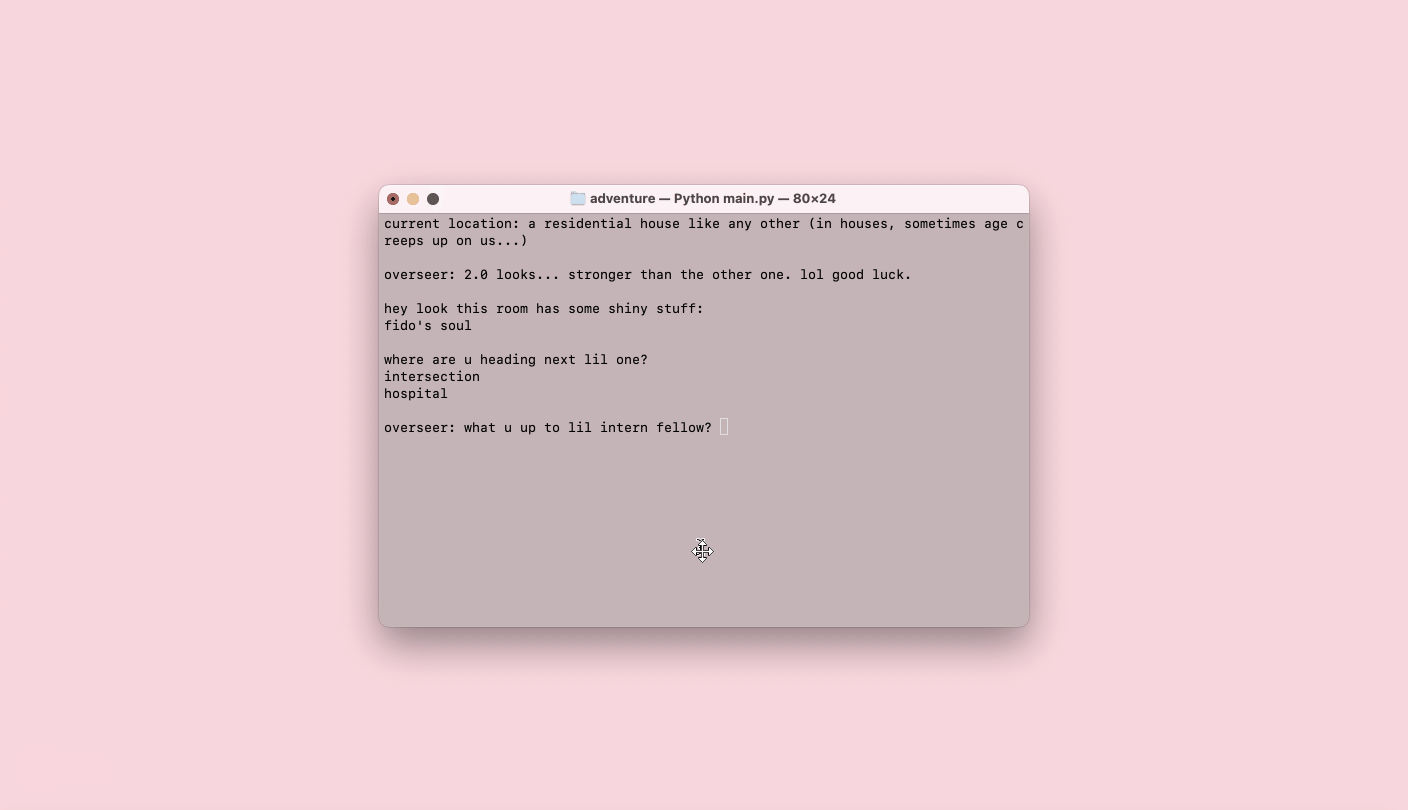 adventure — Python main.py — 80×24
current location: a residential house like any other (in houses, sometimes age c
reeps up on us...)
overseer: 2.0 looks... stronger than the other one. lol good luck.
hey look this room has some shiny stuff:
fido's soul
where are u heading next lil one?
intersection
hospital
overseer: what u up to lil intern fellow?